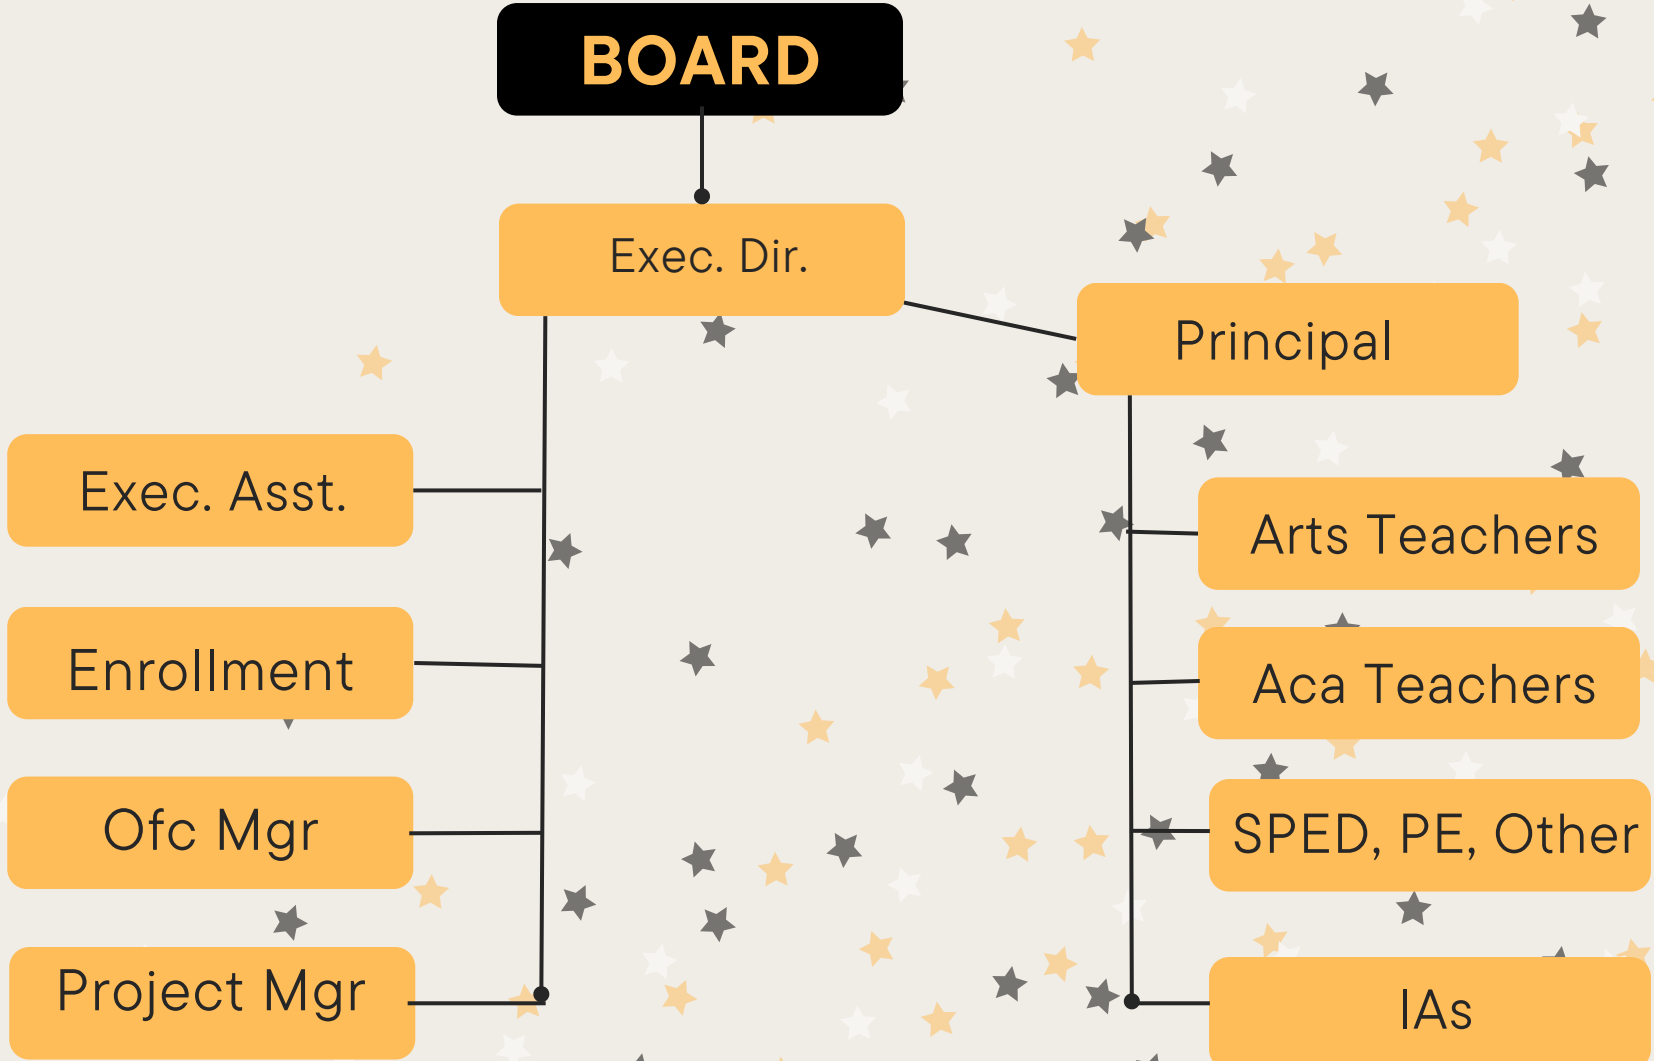 BOARD
Exec. Dir.
Principal
Exec. Asst.
Arts Teachers
Enrollment
Aca Teachers
Ofc Mgr
SPED, PE, Other
Project Mgr
IAs